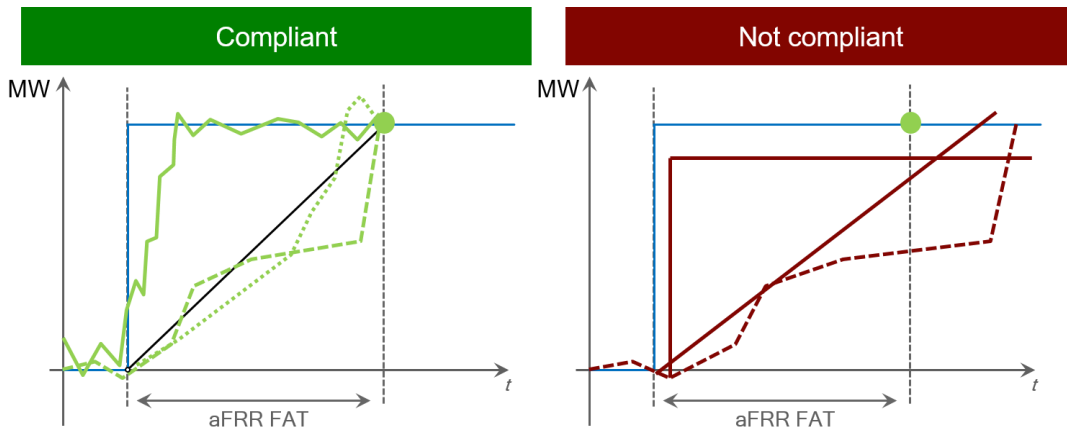 Compliant
Not compliant
MW
MW
t
t
aFRR FAT
aFRR FAT